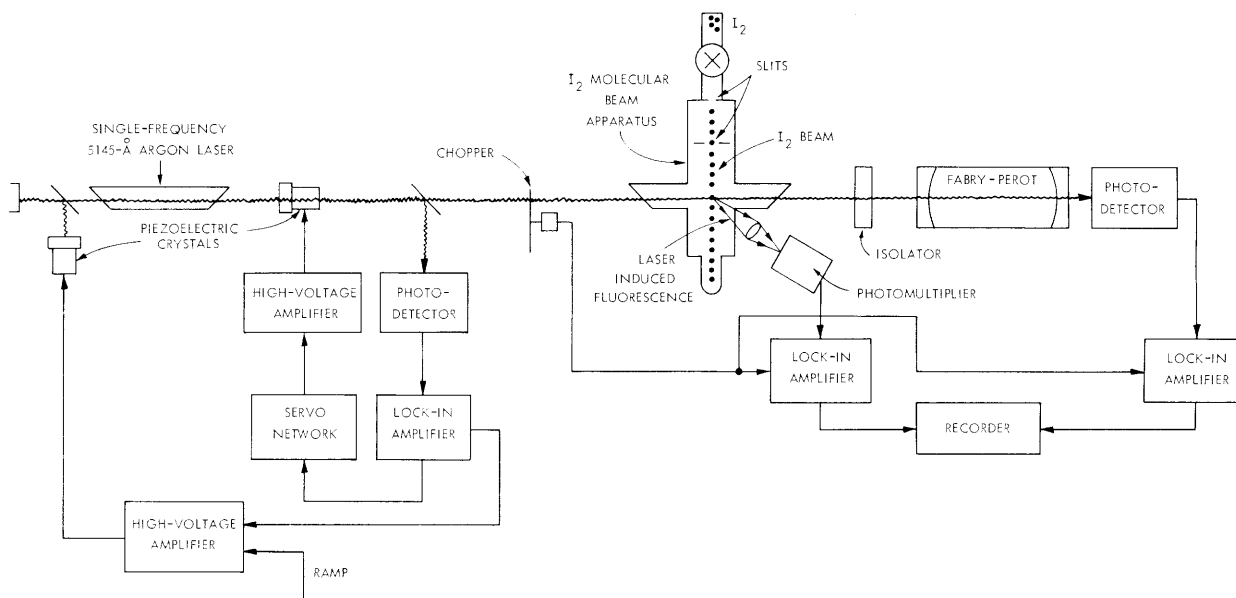 I2
SLITS
I2 MOLECULAR
BEAM
APPARATUS
I2 BEAM
SINGLE-FREQUENCY
5145-Å ARGON LASER
CHOPPER
FABRY-PEROT
PHOTO-
DETECTOR
PIEZOELECTRIC
CRYSTALS
ISOLATOR
LASER
INDUCED
FLUORESCENCE
PHOTOMULTIPLIER
HIGH-VOLTAGE
AMPLIFIER
PHOTO-
DETECTOR
LOCK-IN
AMPLIFIER
LOCK-IN
AMPLIFIER
SERVO
NETWORK
LOCK-IN
AMPLIFIER
RECORDER
HIGH-VOLTAGE
AMPLIFIER
RAMP